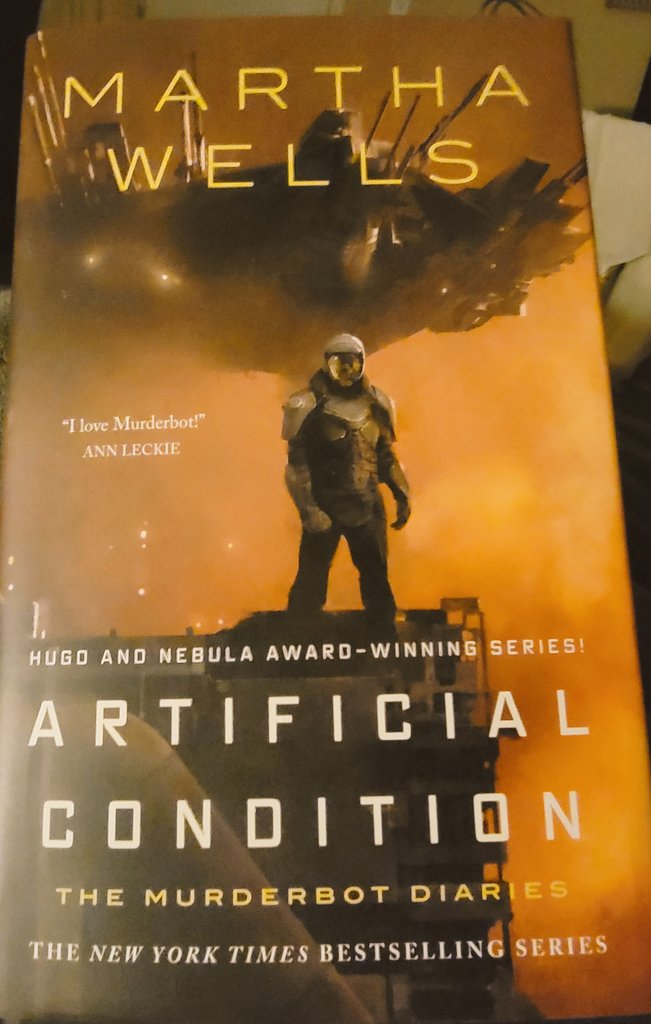 MARTHA
WELLS
“I love Murderbot!”
ANN LECKIE
HUGO AND NEBULA AWARD-WINNING SERIES!
ARTIFICIAL
CONDITION
THE MURDERBOT DIARIES
THE NEW YORK TIMES BESTSELLING SERIES